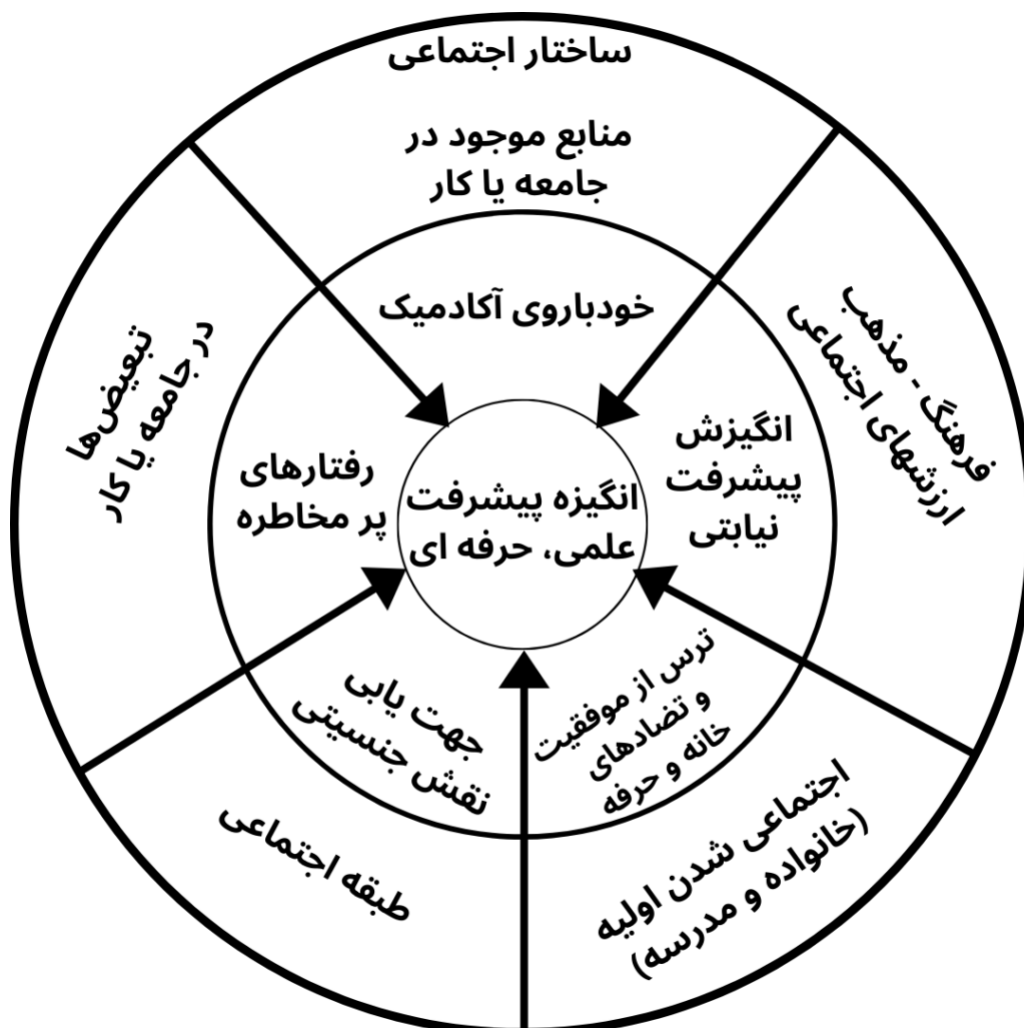 ساختار اجتماعی
منابع موجود در
جامعه یا کار
خودباروی آکادمیک
فرهنگ - مذهب
ارزشهای اجتماعی
تبعیض‌ها
در جامعه یا کار
انگیزش
پیشرفت
نیابتی
رفتارهای
پر مخاطره
انگیزه پیشرفت
علمی، حرفه ای
ترس از موفقیت
و تضادهای
خانه و حرفه
جهت یابی
نقش جنسیتی
اجتماعی شدن اولیه
(خانواده و مدرسه)
طبقه اجتماعی